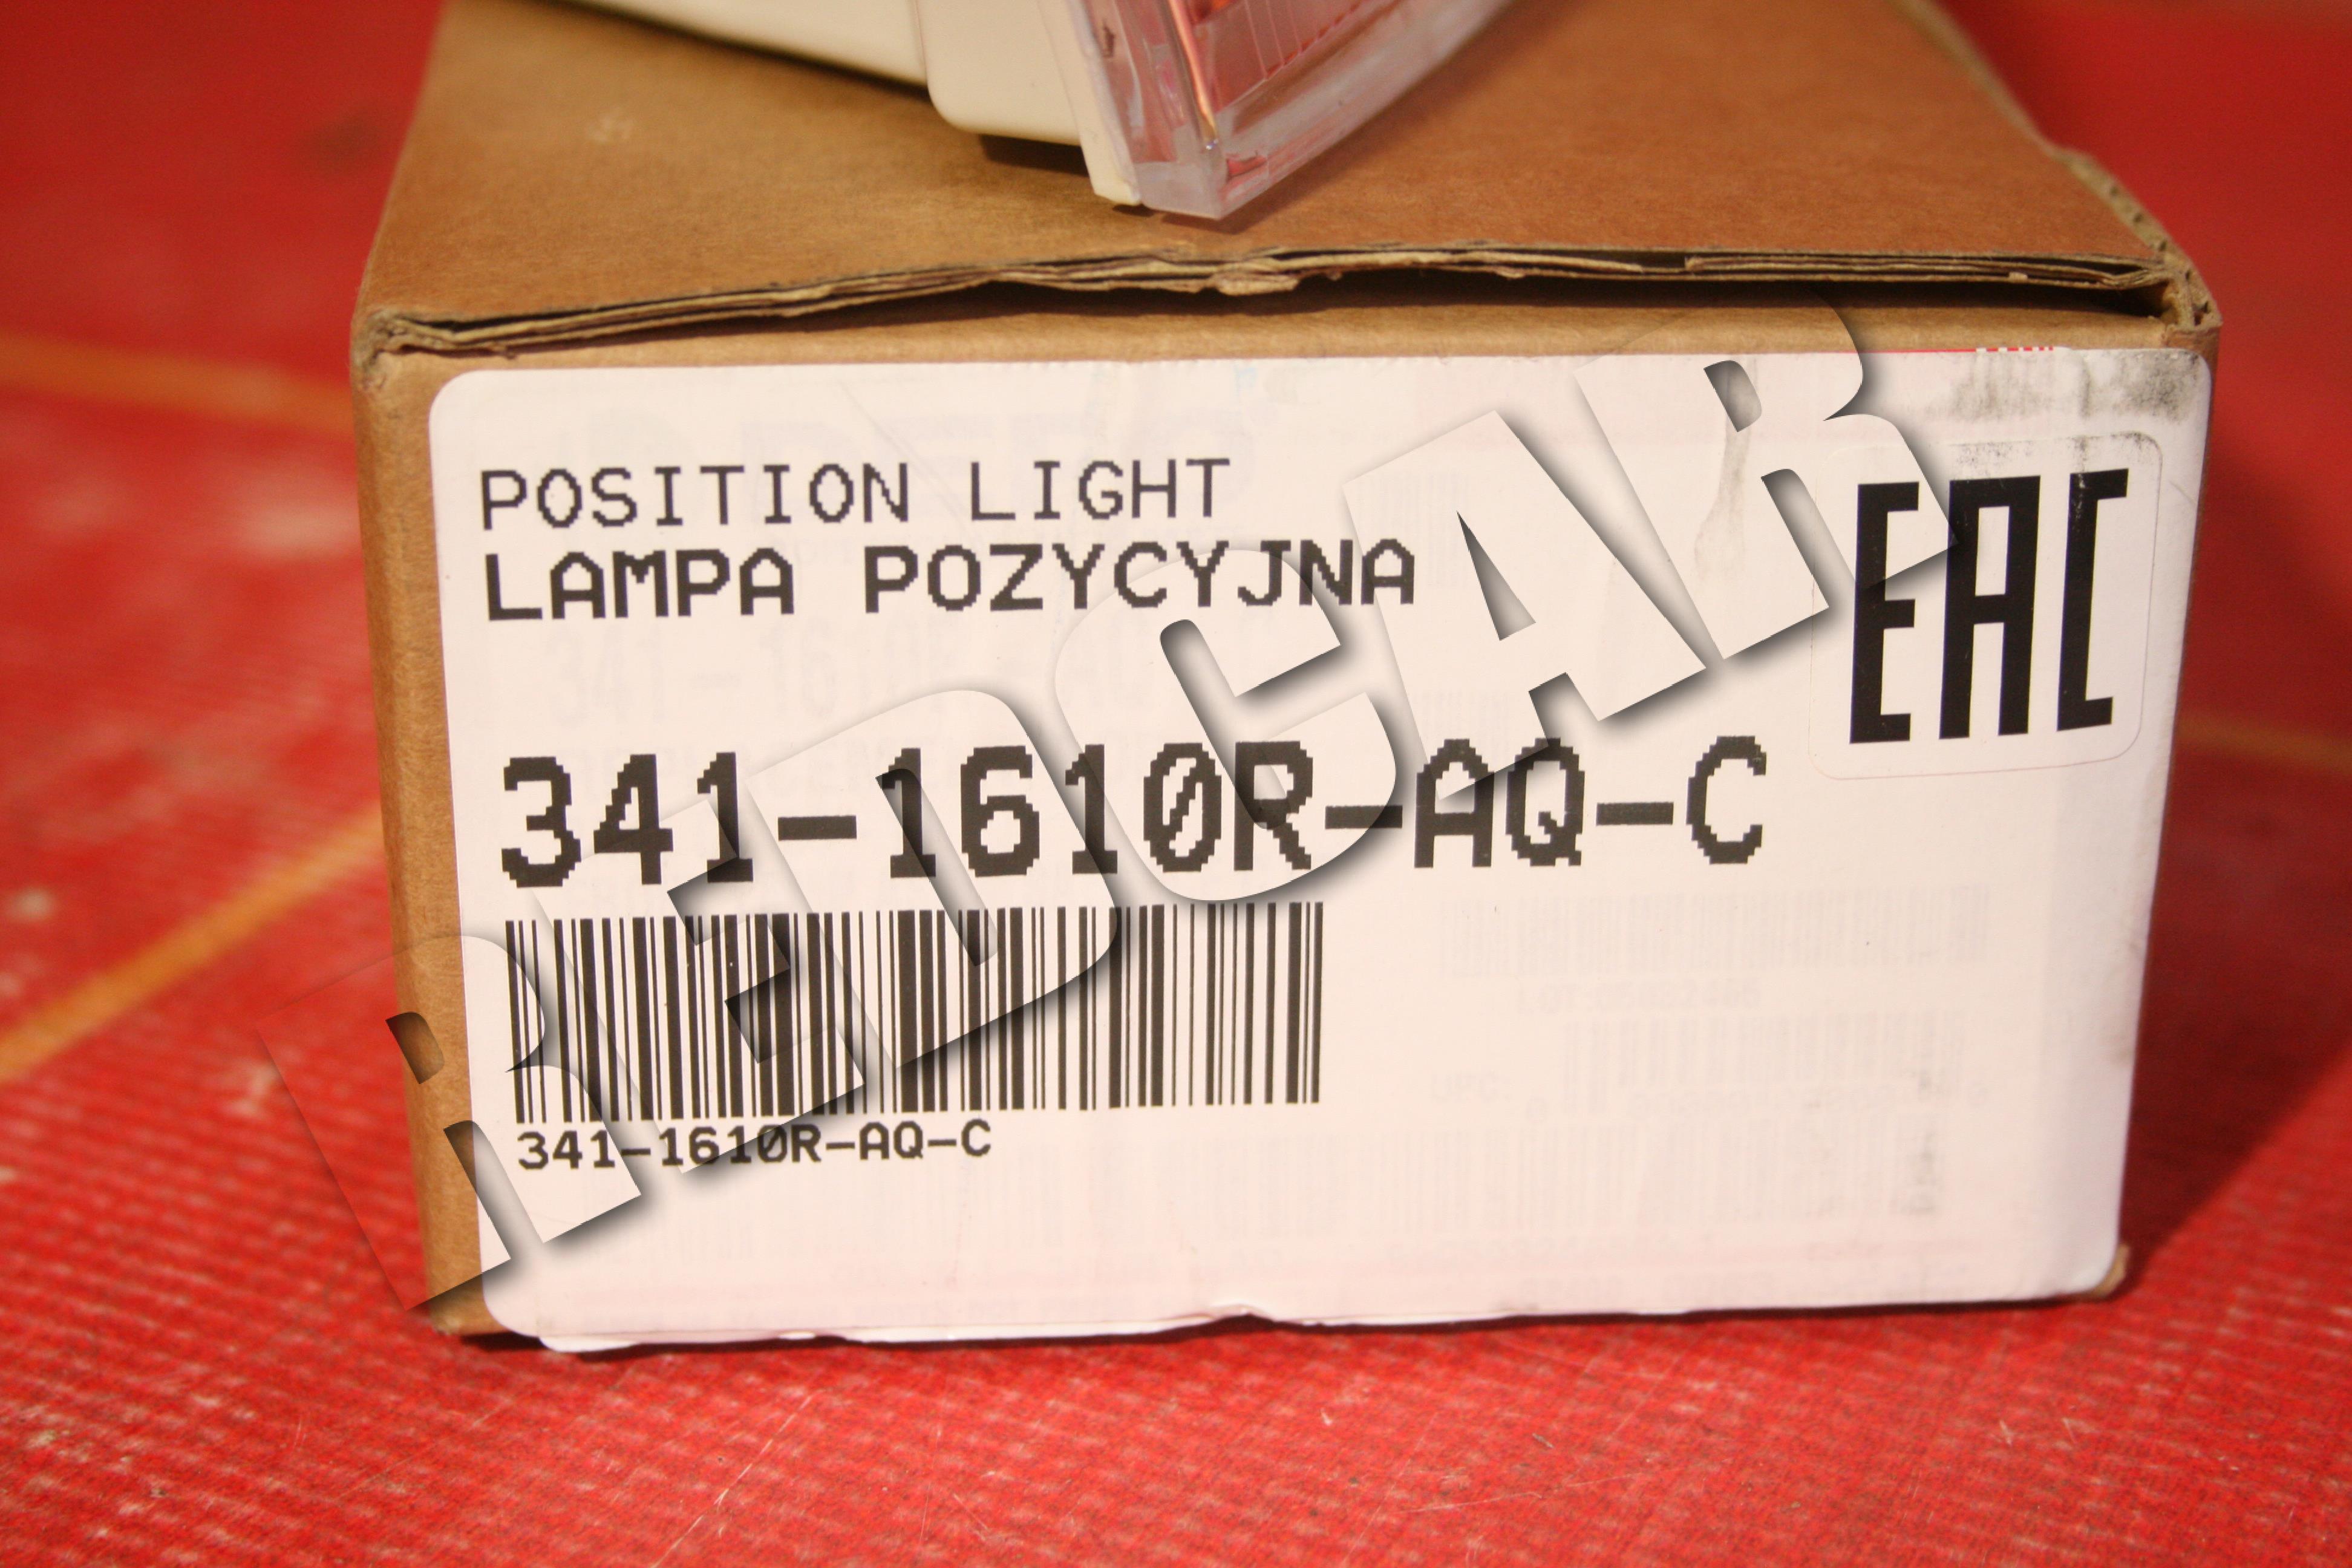 POSITION LIGHT
LAMPA POZYCYJNA
EAC
341-1610R-AQ-C
341-1610R-AQ-C
REDCAR